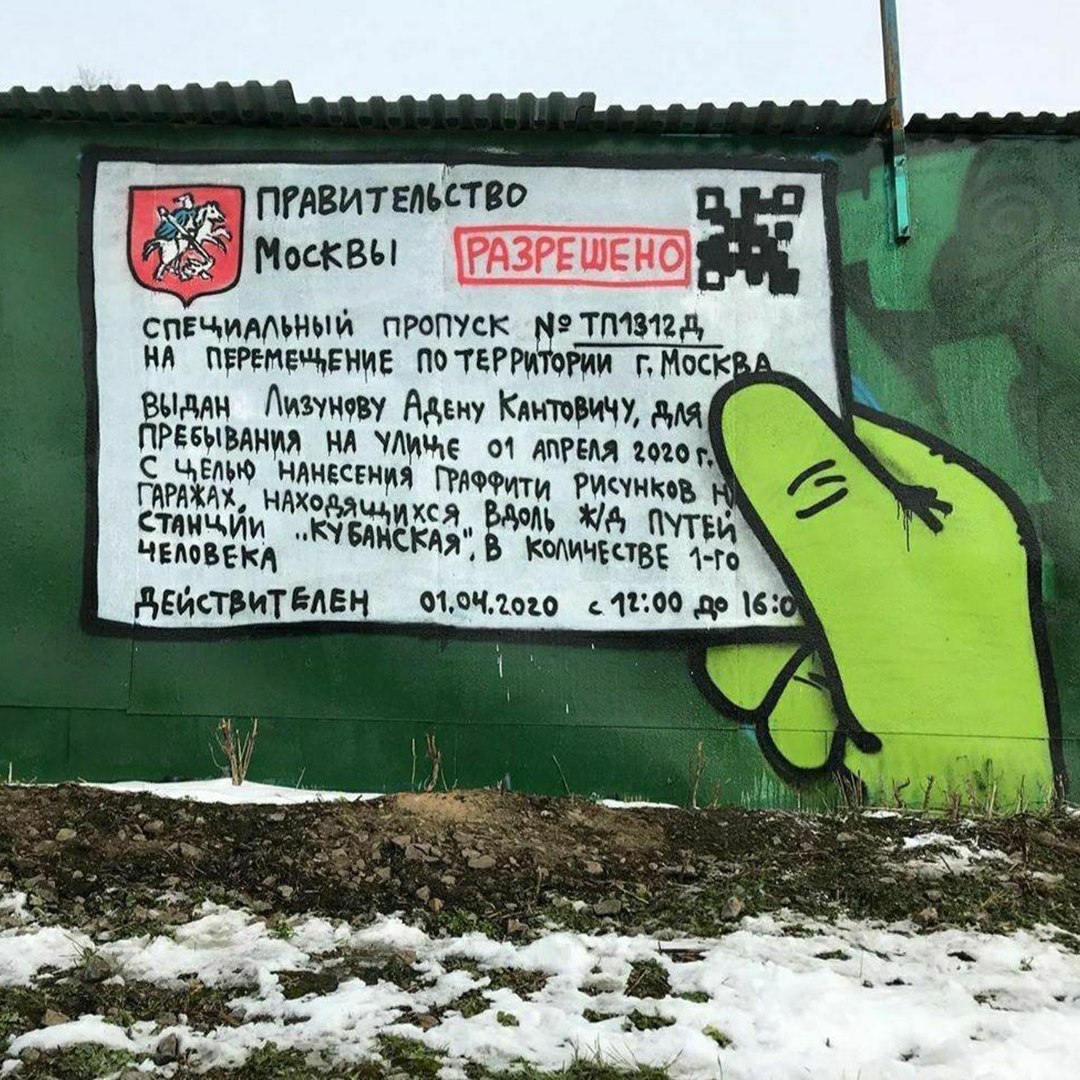 ПРАВИТЕЛЬСТВО
МОСКВЫ
РАЗРЕШЕНО
СПЕЦИАЛЬНЫЙ ПРОПУСК № ТП1312Д
НА ПЕРЕМЕЩЕНИЕ ПО ТЕРРИТОРИИ Г. МОСКВА
ВЫДАН ЛИЗУНОВУ АДЕНУ КАНТОВИЧУ, ДЛЯ
ПРЕБЫВАНИЯ НА УЛИЦЕ 01 АПРЕЛЯ 2020 г.
С ЦЕЛЬЮ НАНЕСЕНИЯ ГРАФФИТИ РИСУНКОВ Н
ГАРАЖАХ, НАХОДЯЩИХСЯ ВДОЛЬ Ж/Д ПУТЕЙ
СТАНЦИИ „КУБАНСКАЯ", В КОЛИЧЕСТВЕ 1-ГО
ЧЕЛОВЕКА
ДЕЙСТВИТЕЛЕН 01.04.2020 с 12:00 до 16:0